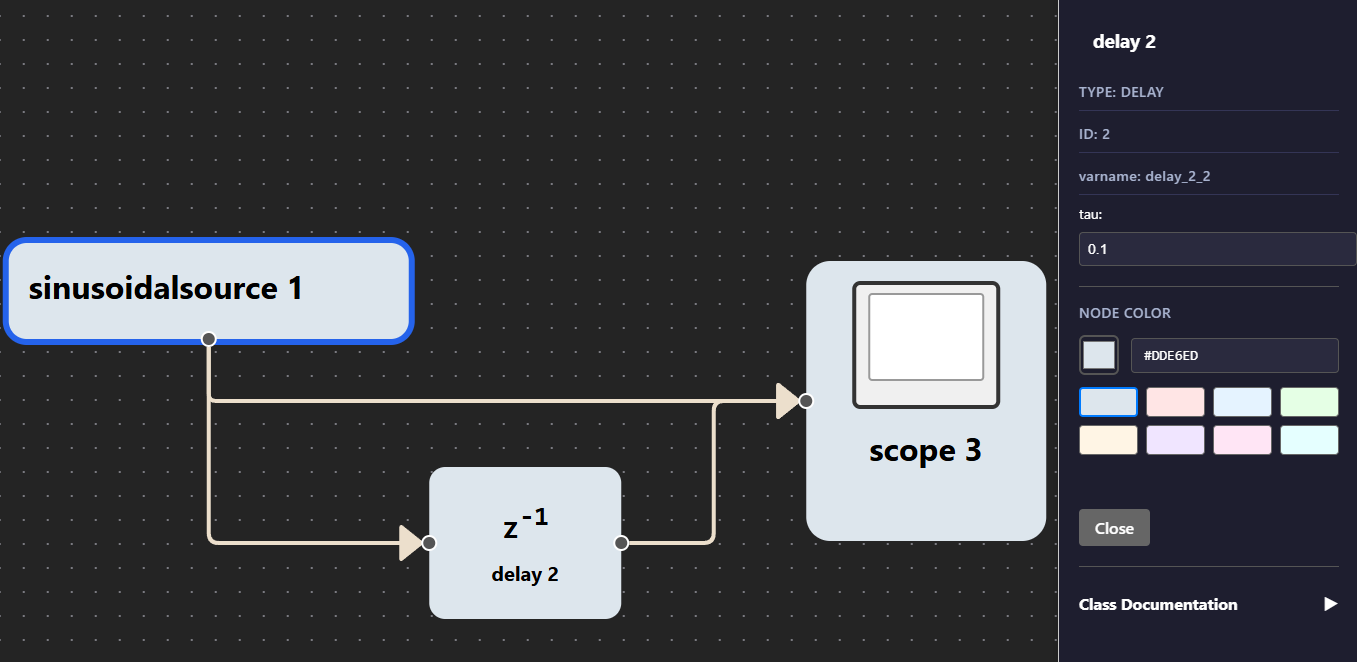 sinusoidalsource 1
z-1
delay 2
scope 3
delay 2
TYPE: DELAY
ID: 2
varname: delay_2_2
tau:
0.1
NODE COLOR
#DDE6ED
Close
Class Documentation